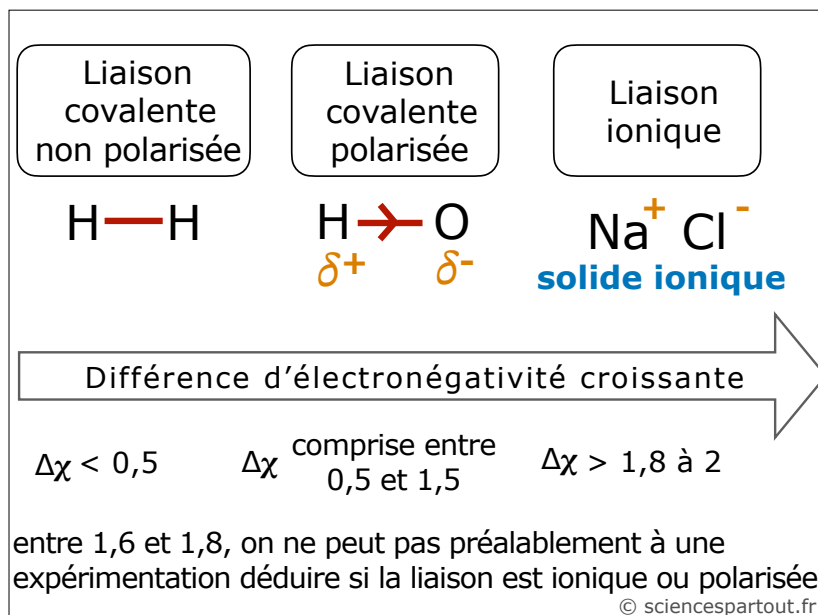 Liaison
covalente
non polarisée
Liaison
covalente
polarisée
Liaison
ionique
H H
H O
δ+ δ-
Na+ Cl-
solide ionique
Différence d'électronégativité croissante
Δχ < 0,5
Δχ comprise entre
0,5 et 1,5
Δχ > 1,8 à 2
entre 1,6 et 1,8, on ne peut pas préalablement à une
expérimentation déduire si la liaison est ionique ou polarisée
© sciencespartout.fr